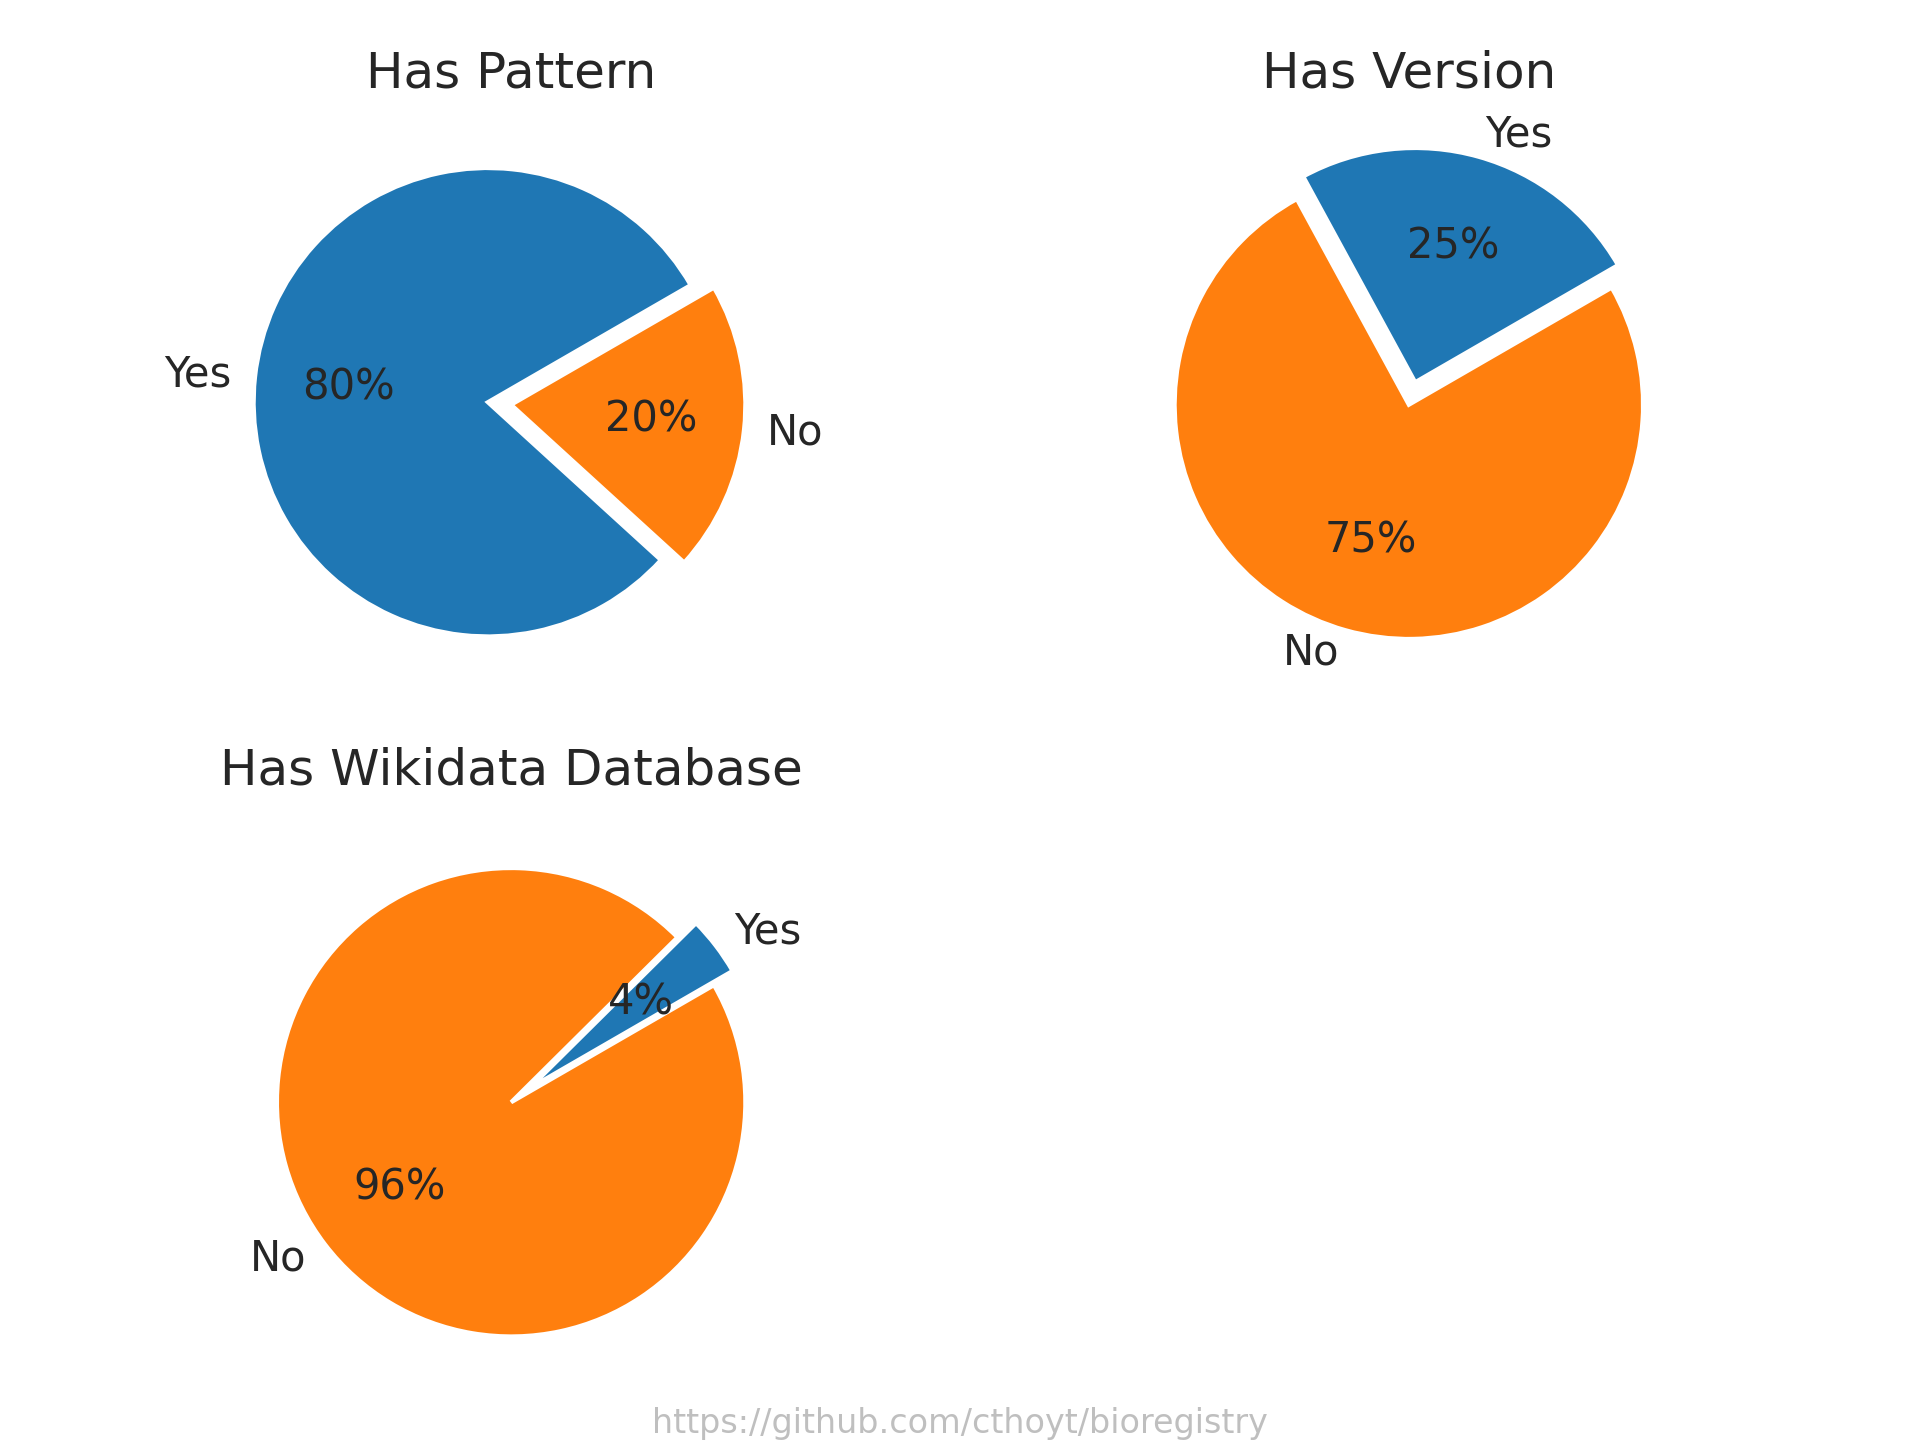 Has Pattern
Yes
80%
20%
No
Has Version
Yes
25%
75%
No
Has Wikidata Database
Yes
4%
96%
No
https://github.com/cthoyt/bioregistry